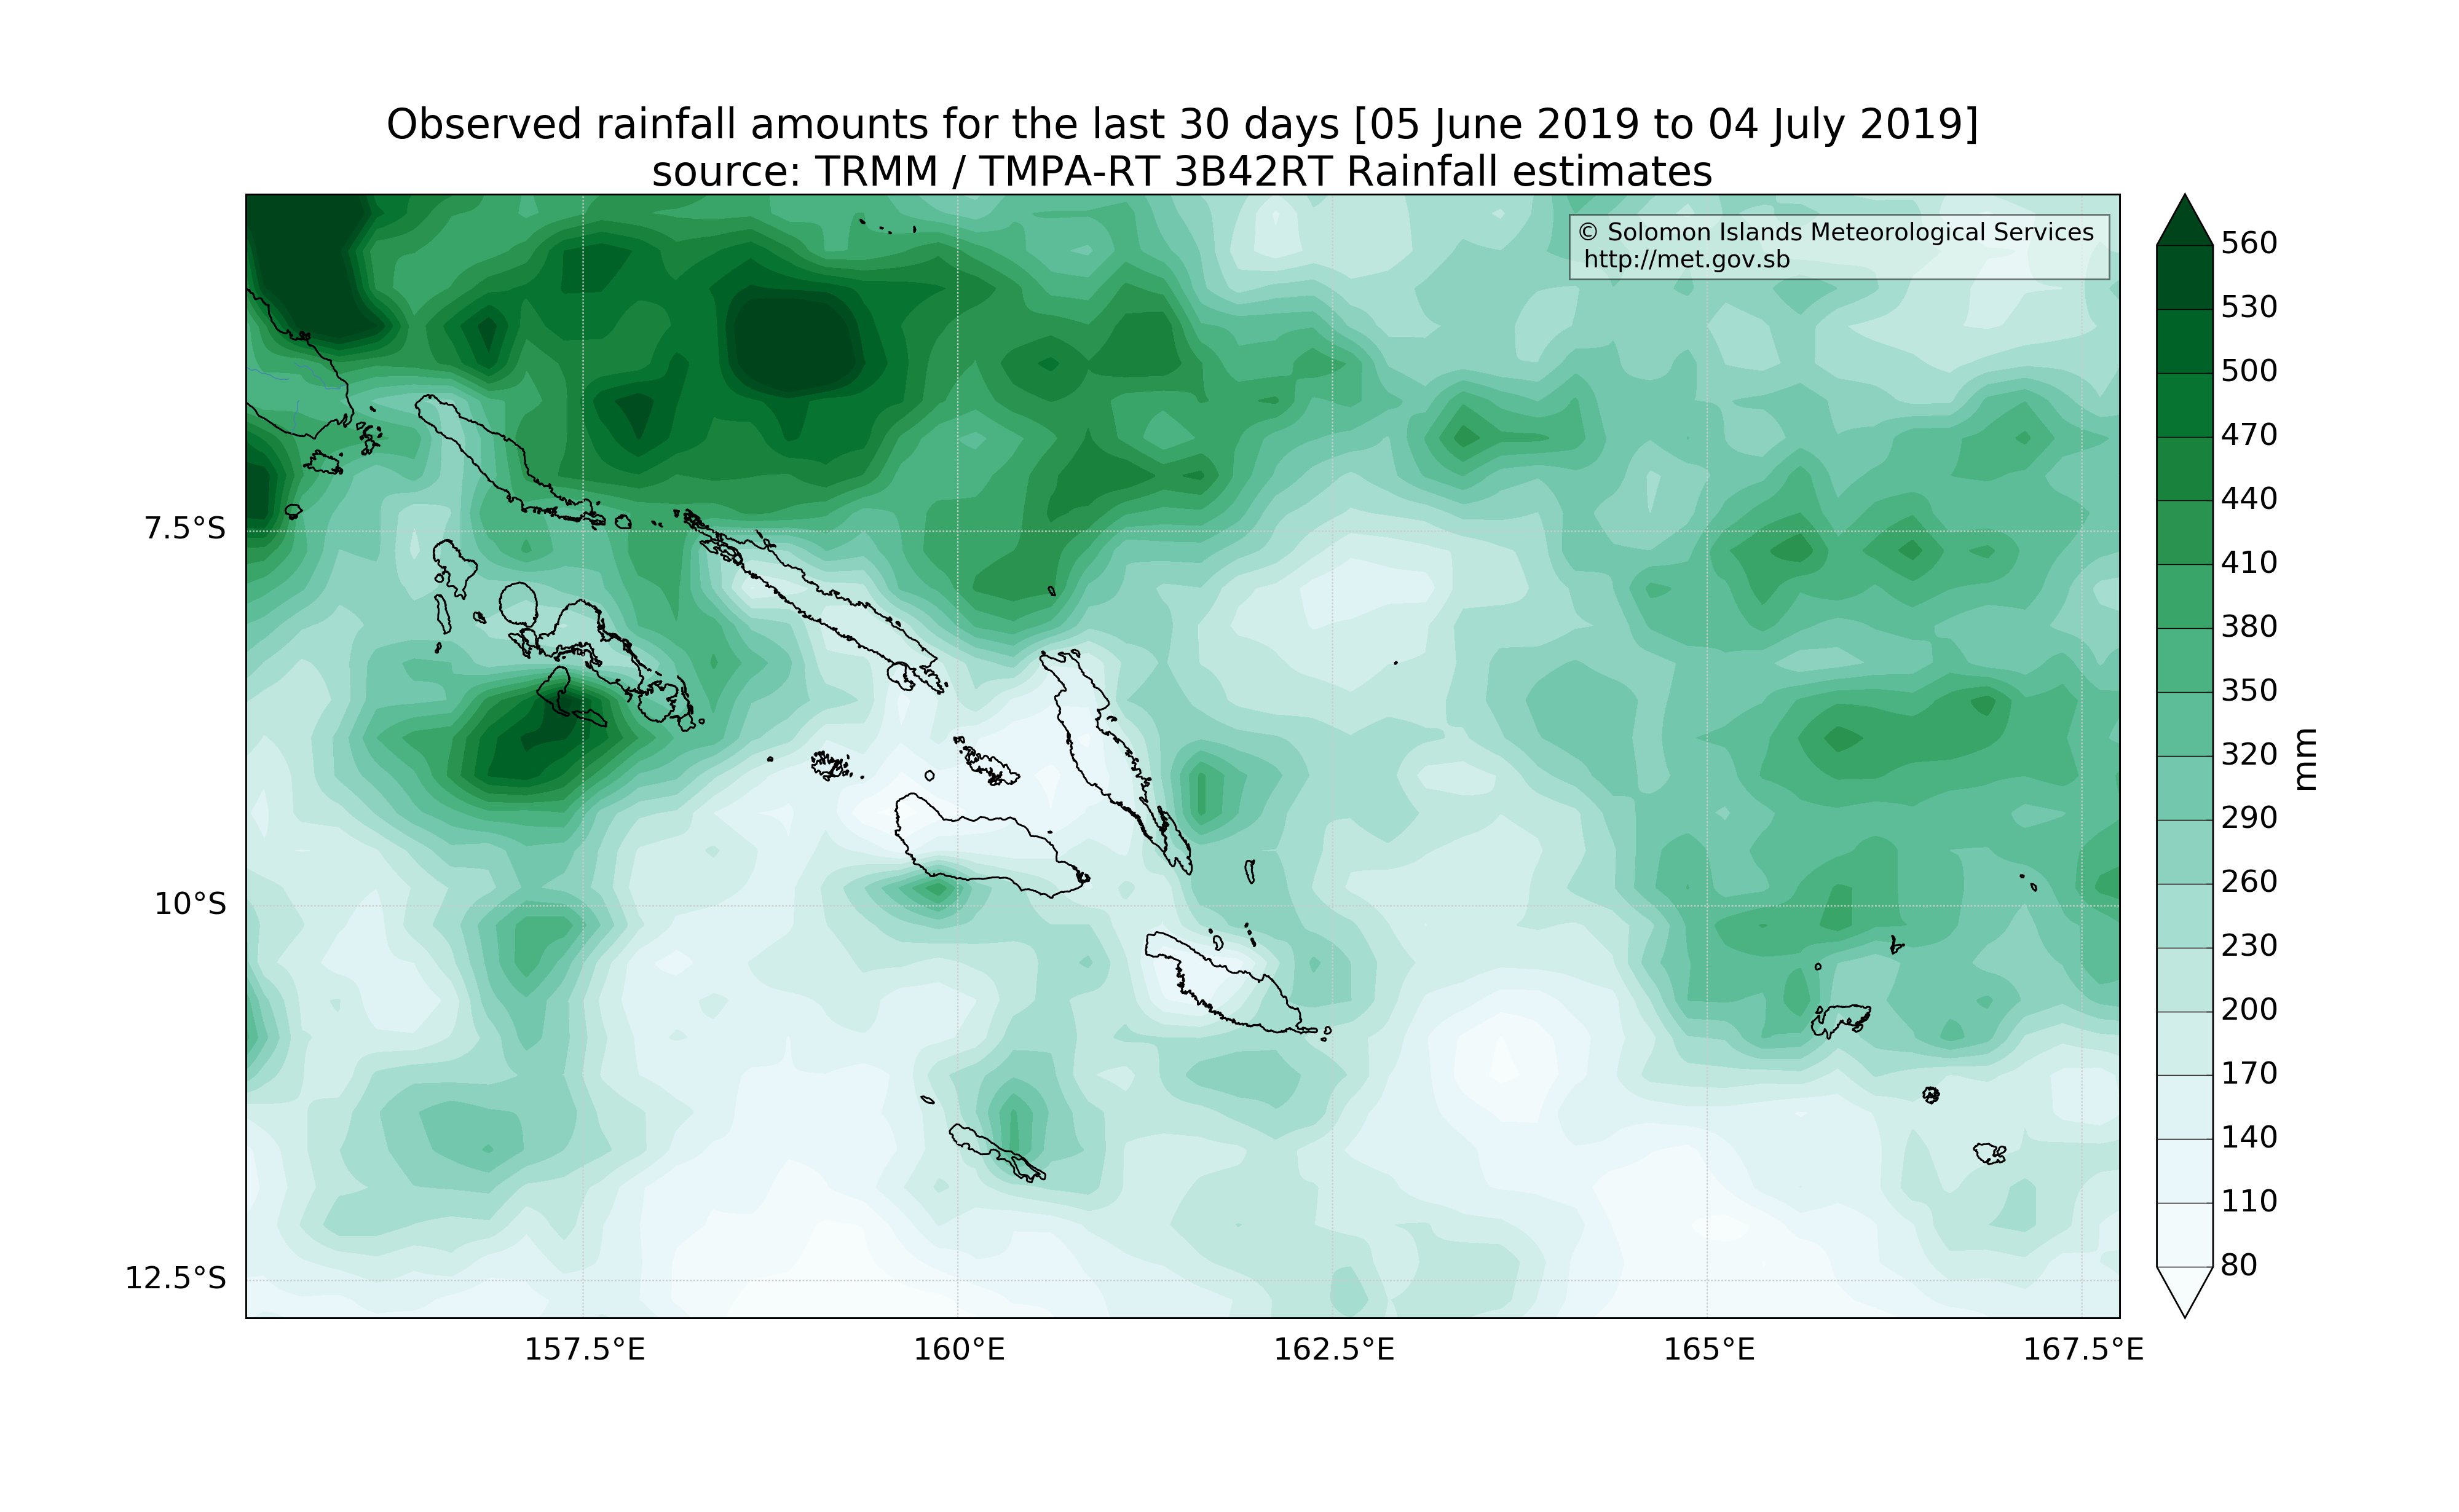 Observed rainfall amounts for the last 30 days [05 June 2019 to 04 July 2019]
source: TRMM / TMPA-RT 3B42RT Rainfall estimates
© Solomon Islands Meteorological Services
http://met.gov.sb
7.5°S
10°S
12.5°S
157.5°E
160°E
162.5°E
165°E
167.5°E
560
530
500
470
440
410
380
350
320
290
260
230
200
170
140
110
80
mm